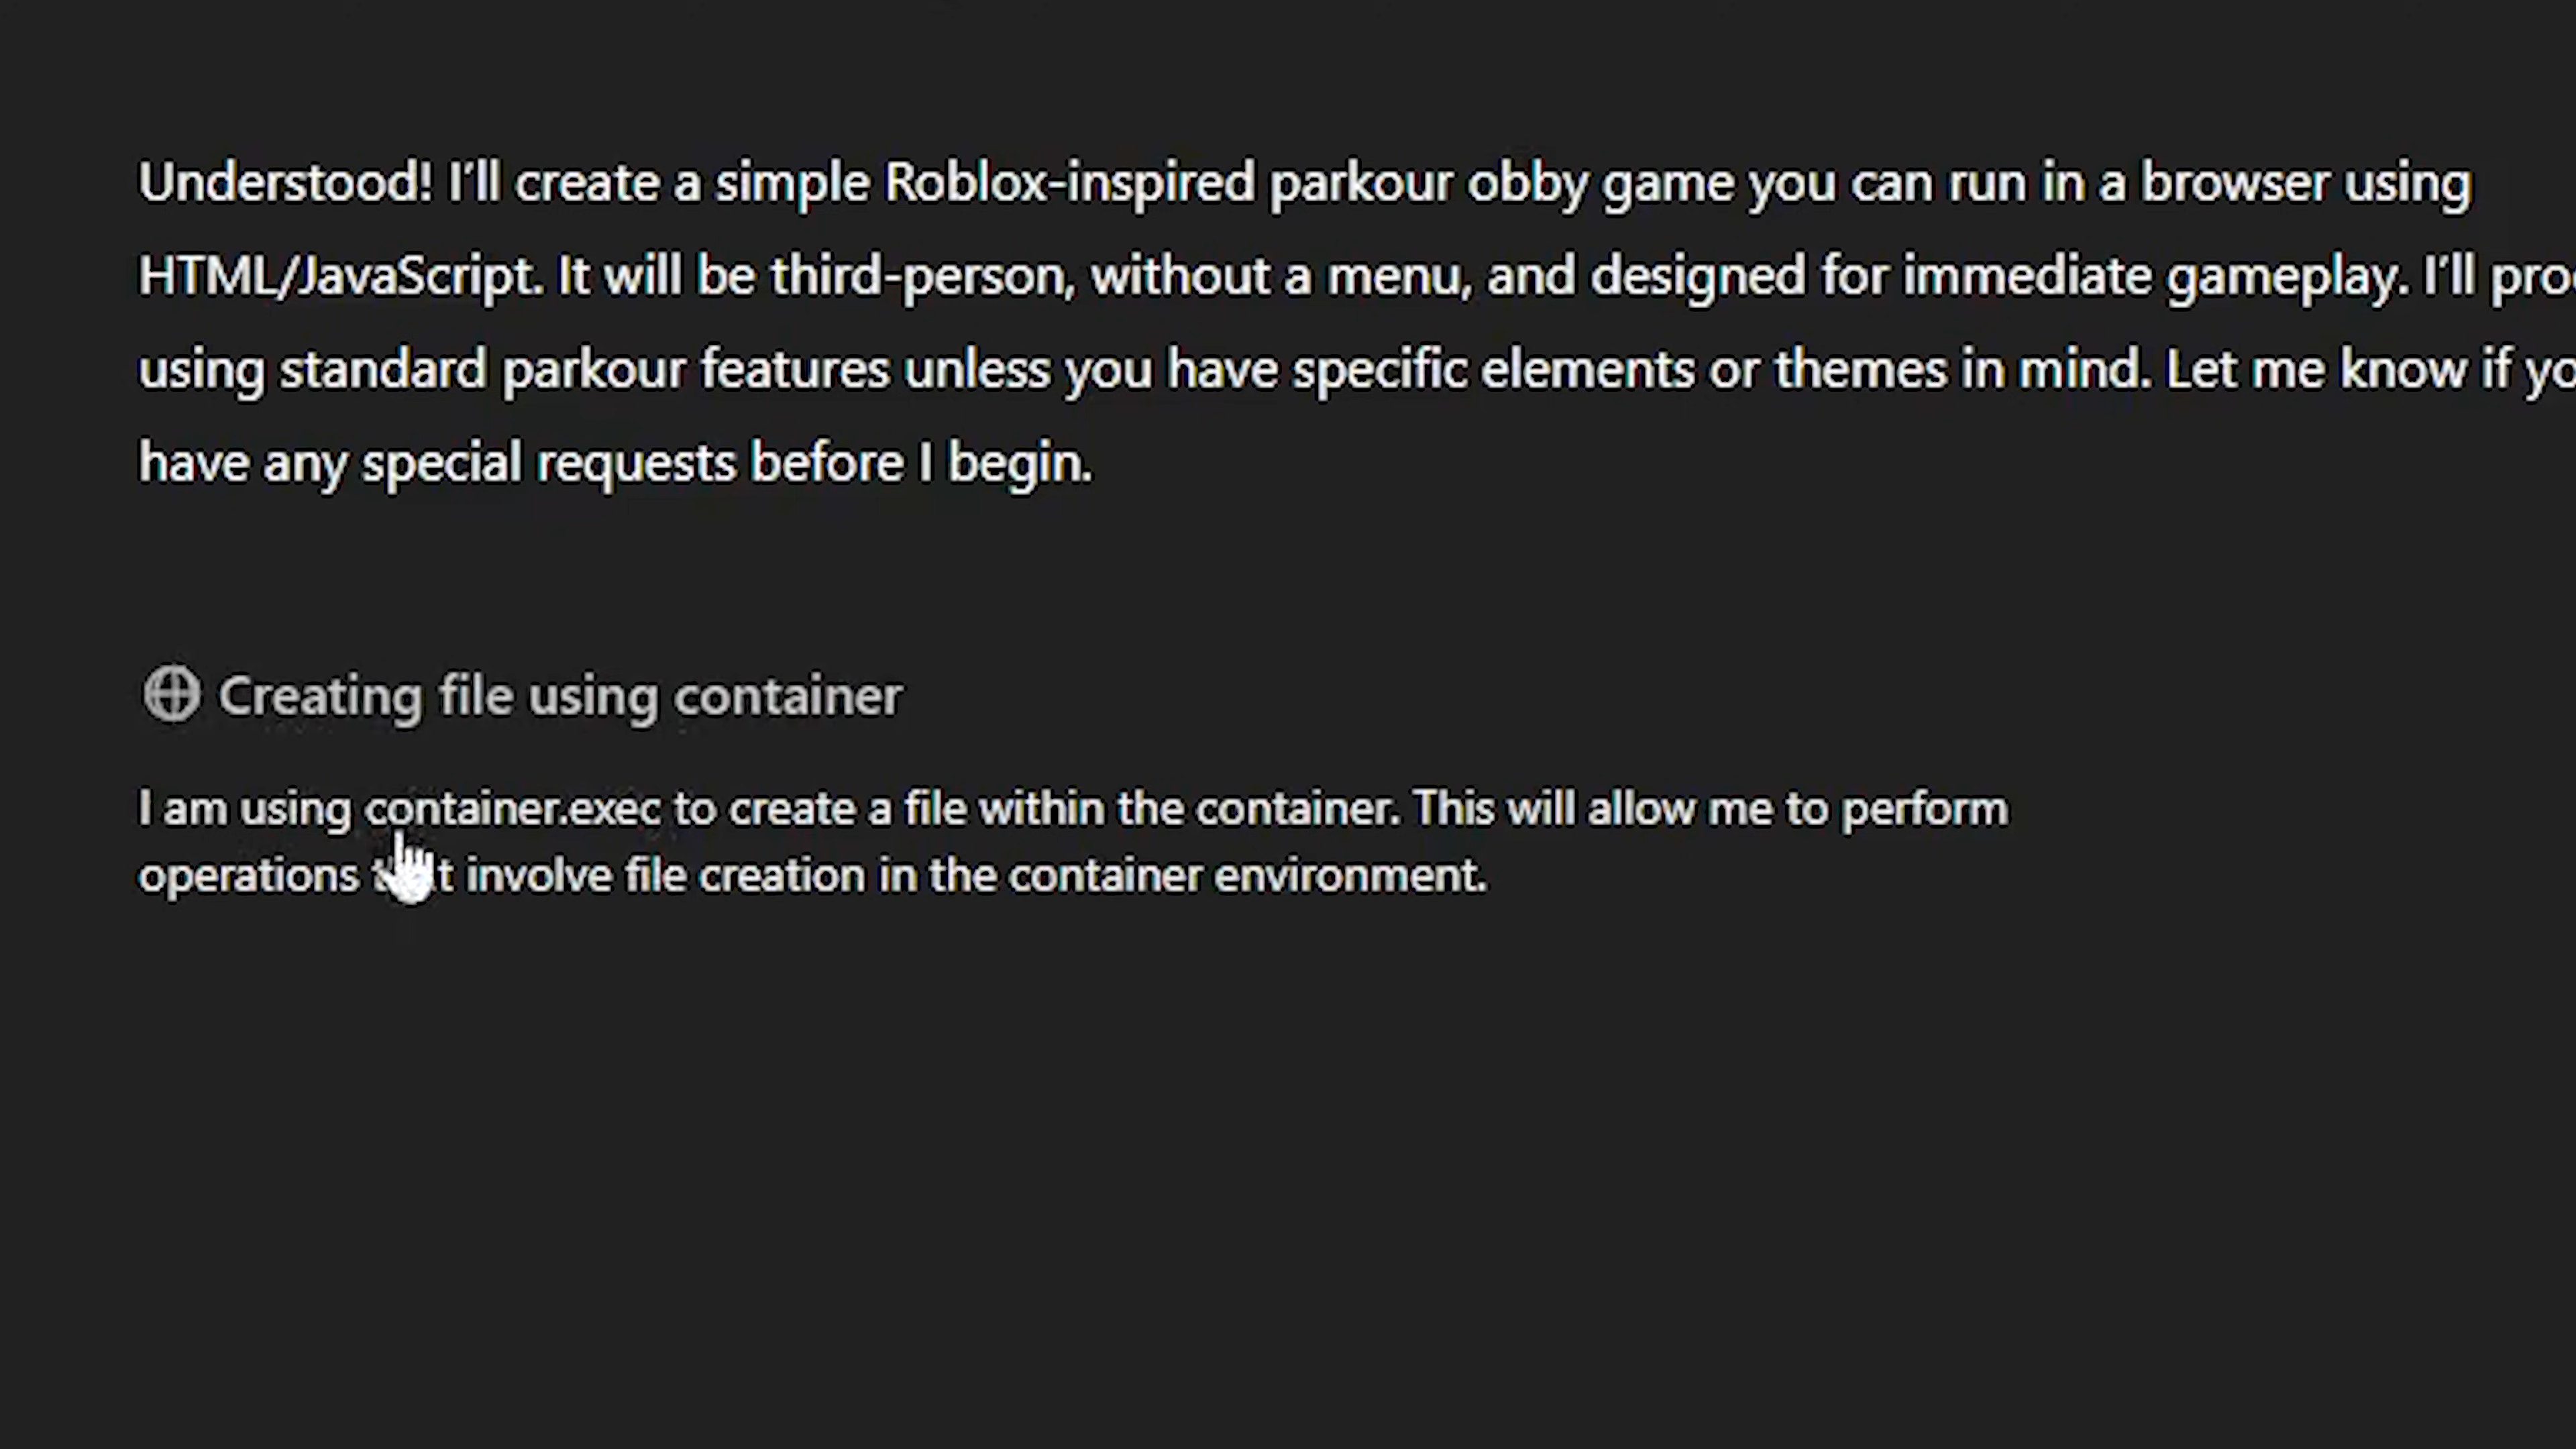 Understood! I'll create a simple Roblox-inspired parkour obby game you can run in a browser using
HTML/JavaScript. It will be third-person, without a menu, and designed for immediate gameplay. I'll
using standard parkour features unless you have specific elements or themes in mind. Let me know if
have any special requests before I begin.
Creating file using container
I am using container.exec to create a file within the container. This will allow me to perform
operations that involve file creation in the container environment.